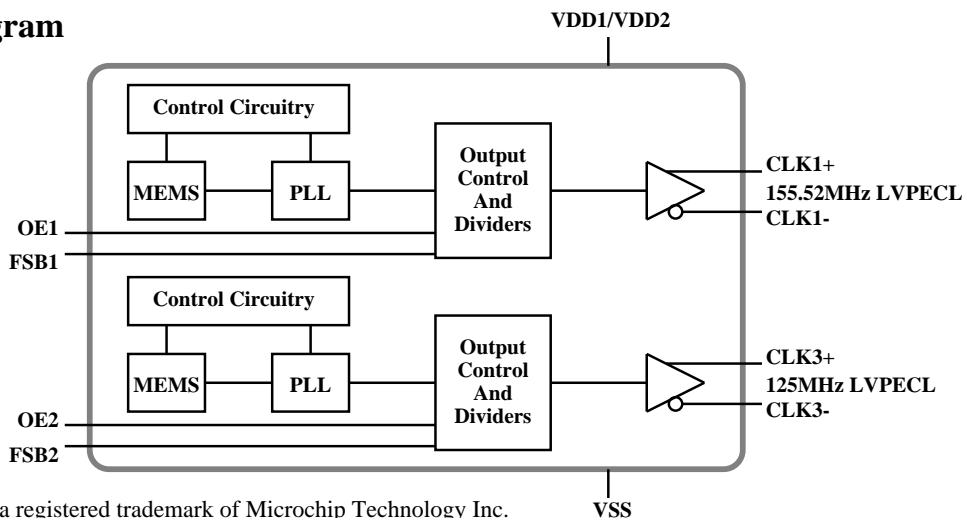 gram
VDD1/VDD2
Control Circuitry
MEMS
PLL
Output
Control
And
Dividers
CLK1+
155.52MHz LVPECL
CLK1-
OE1
FSB1
Control Circuitry
MEMS
PLL
Output
Control
And
Dividers
CLK3+
125MHz LVPECL
CLK3-
OE2
FSB2
VSS
a registered trademark of Microchip Technology Inc.